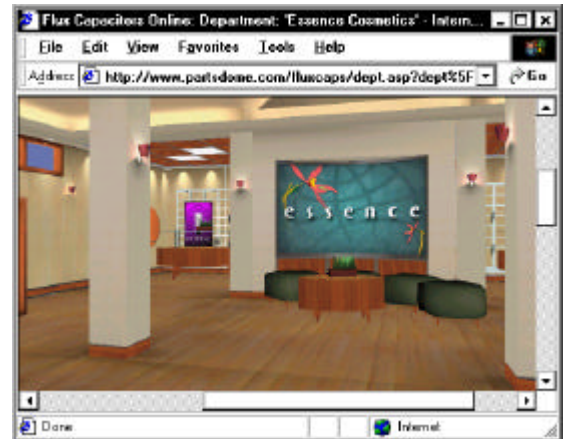 Flux Capacitors Online: Department: 'Essence Cosmetics' - Intern...
File Edit View Favorites Tools Help
Address http://www.partsdome.com/fluxcaps/dept.asp?dept%5F Go
essence
Done Internet